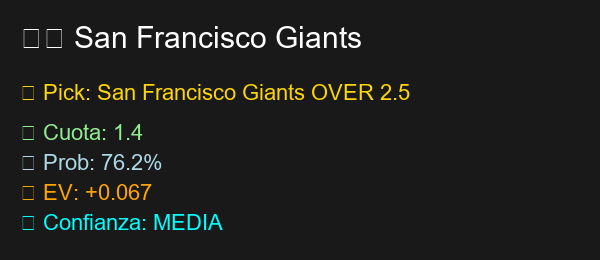 San Francisco Giants
Pick: San Francisco Giants OVER 2.5
Cuota: 1.4
Prob: 76.2%
EV: +0.067
Confianza: MEDIA